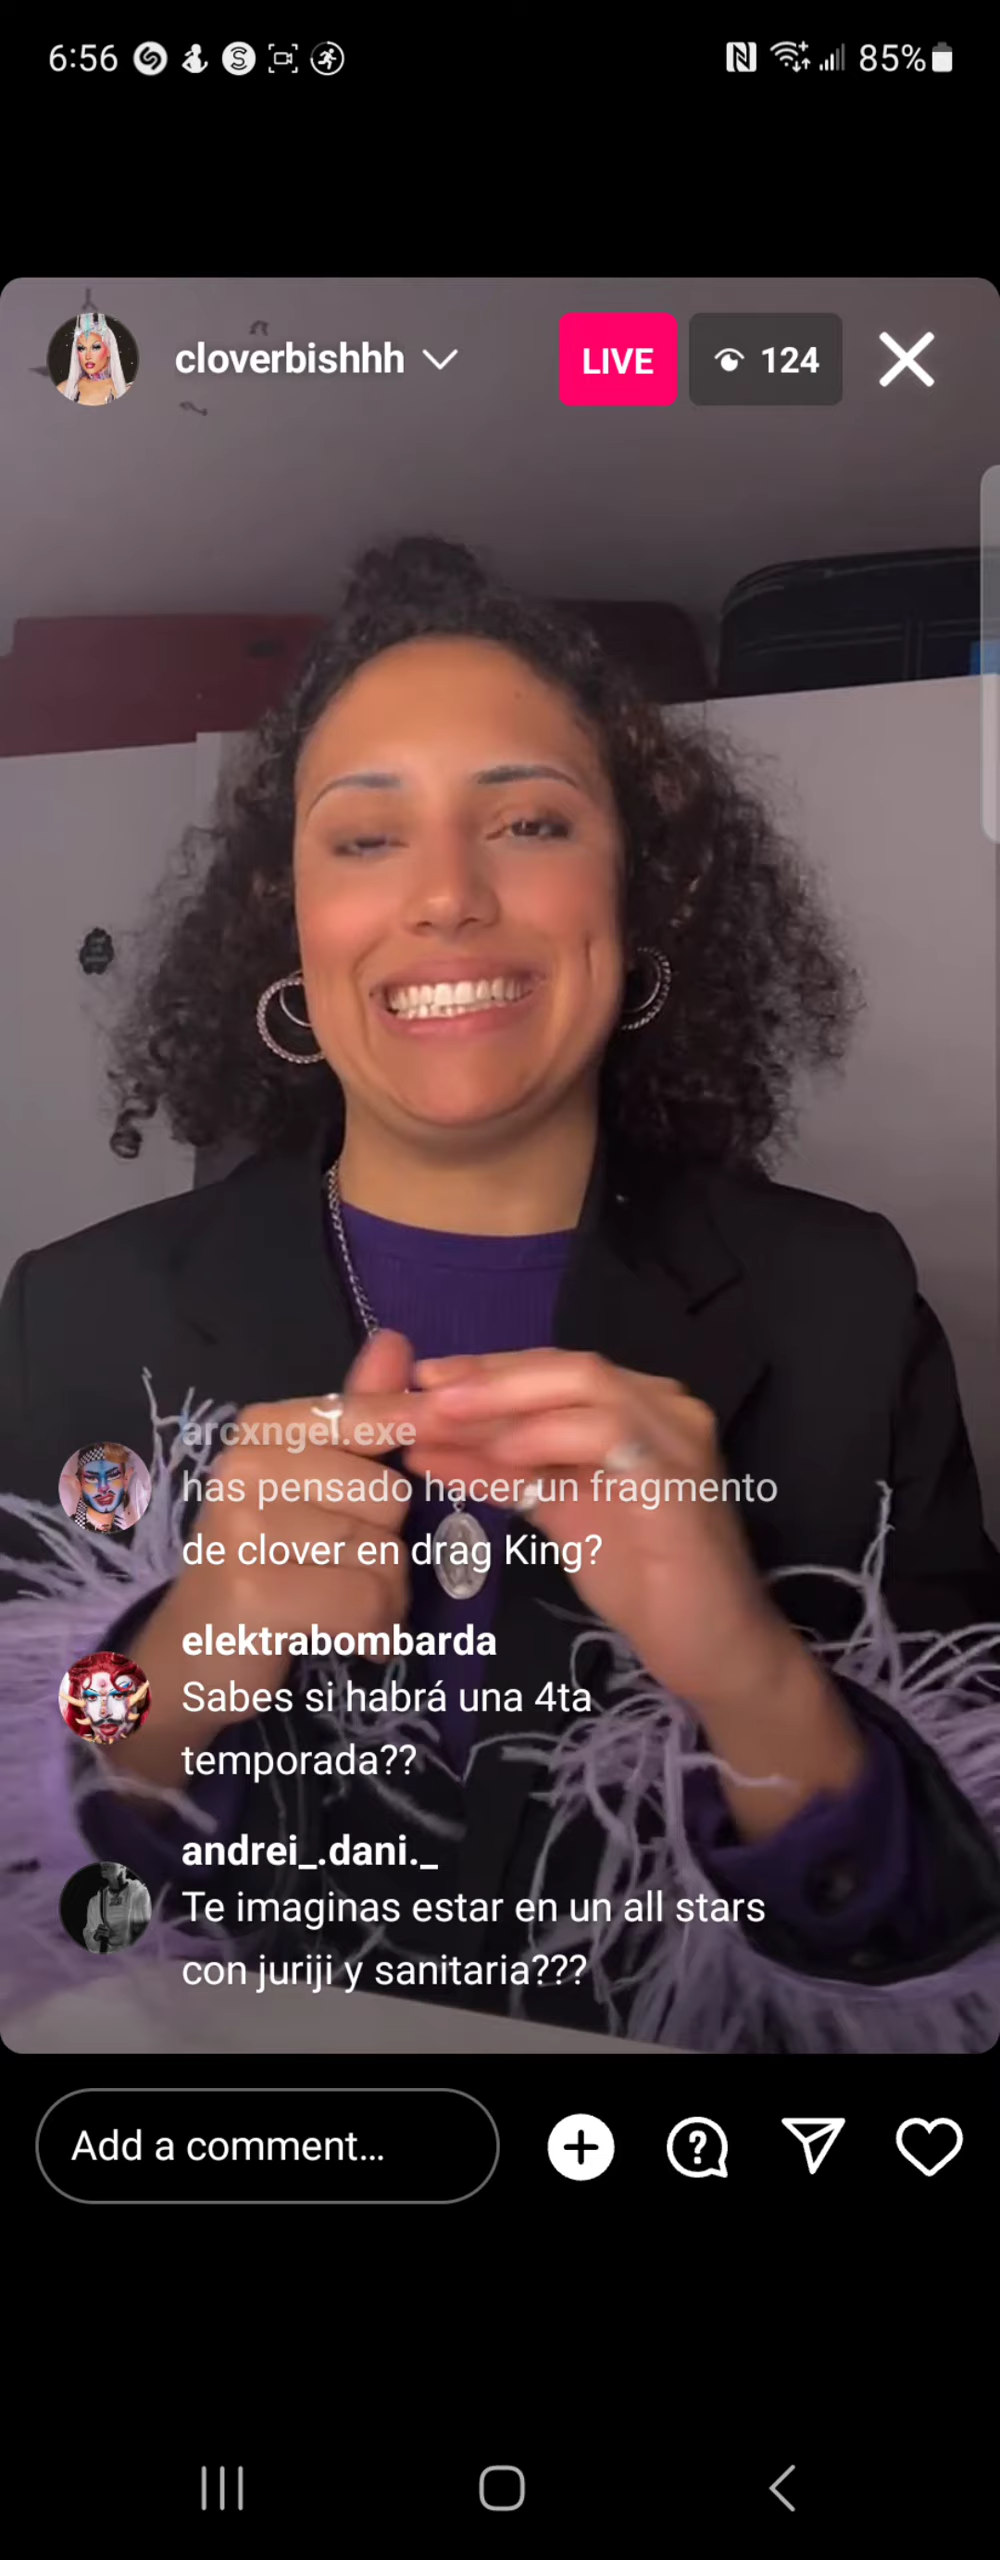 6:56
85%
cloverbishhh
LIVE
124
arcxngel.exe
has pensado hacer un fragmento
de clover en drag King?
elektrabombarda
Sabes si habrá una 4ta
temporada??
andrei_.dani._
Te imaginas estar en un all stars
con juriji y sanitaria???
Add a comment...